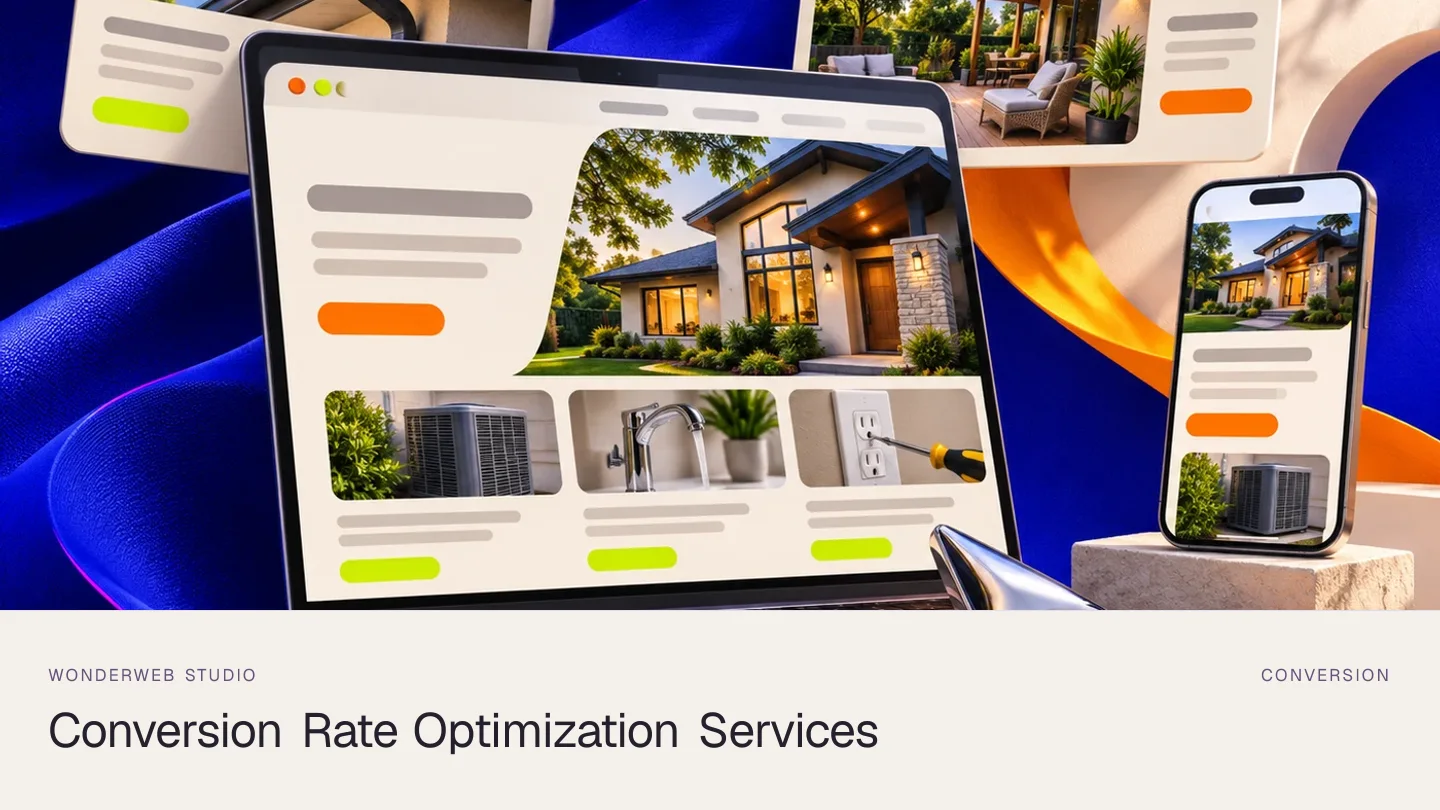 WONDERWEB STUDIO
CONVERSION
Conversion Rate Optimization Services